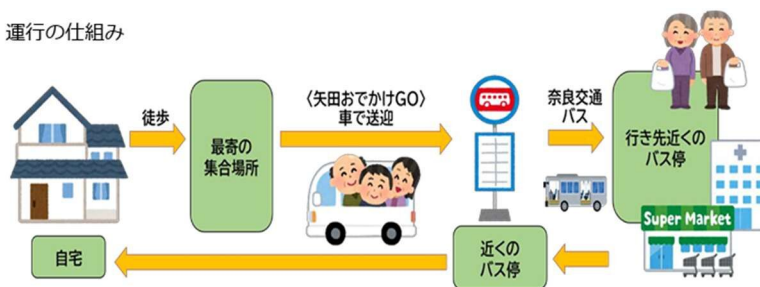 運行の仕組み
徒歩
最寄の
集合場所
〈矢田おでかけGO〉
車で送迎
奈良交通
バス
行き先近くの
バス停
Super Market
自宅
近くの
バス停